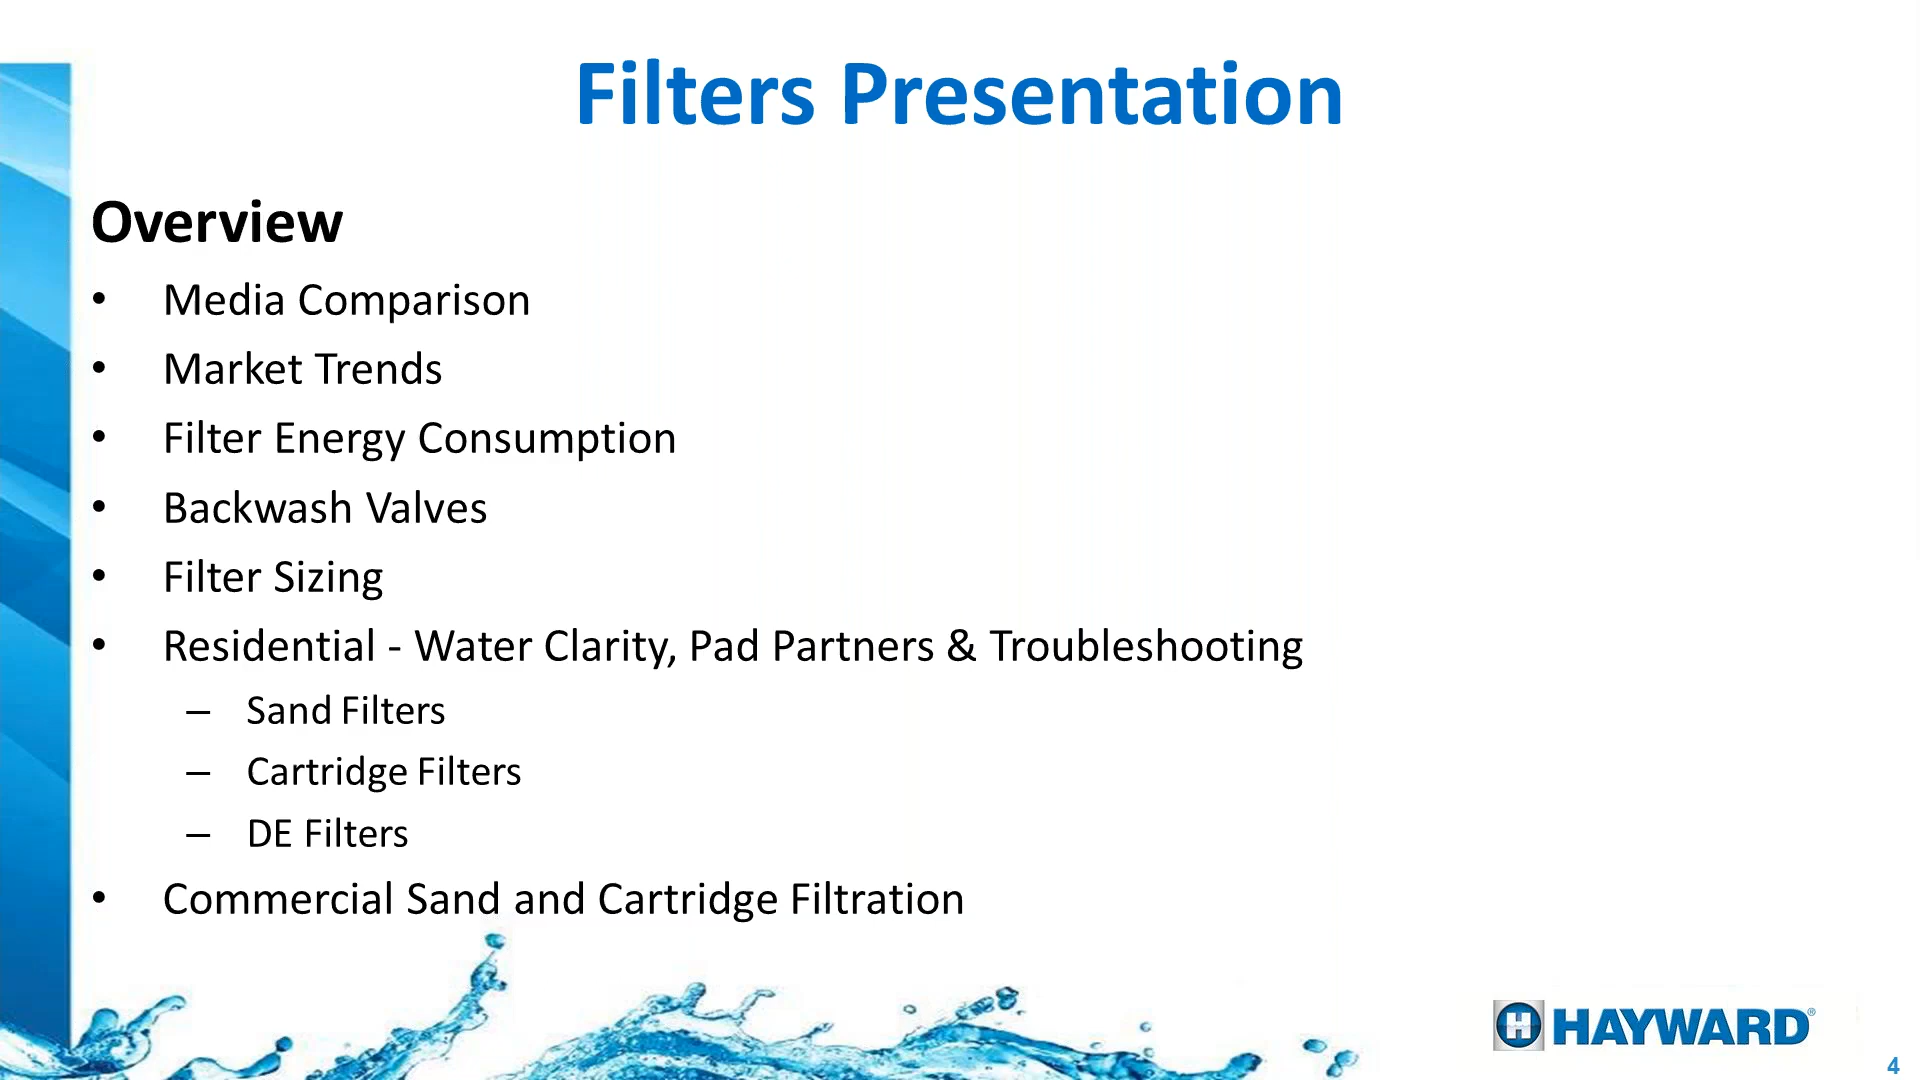 Filters Presentation
Overview
• Media Comparison
• Market Trends
• Filter Energy Consumption
• Backwash Valves
• Filter Sizing
• Residential - Water Clarity, Pad Partners & Troubleshooting
– Sand Filters
– Cartridge Filters
– DE Filters
• Commercial Sand and Cartridge Filtration
H HAYWARD®
4